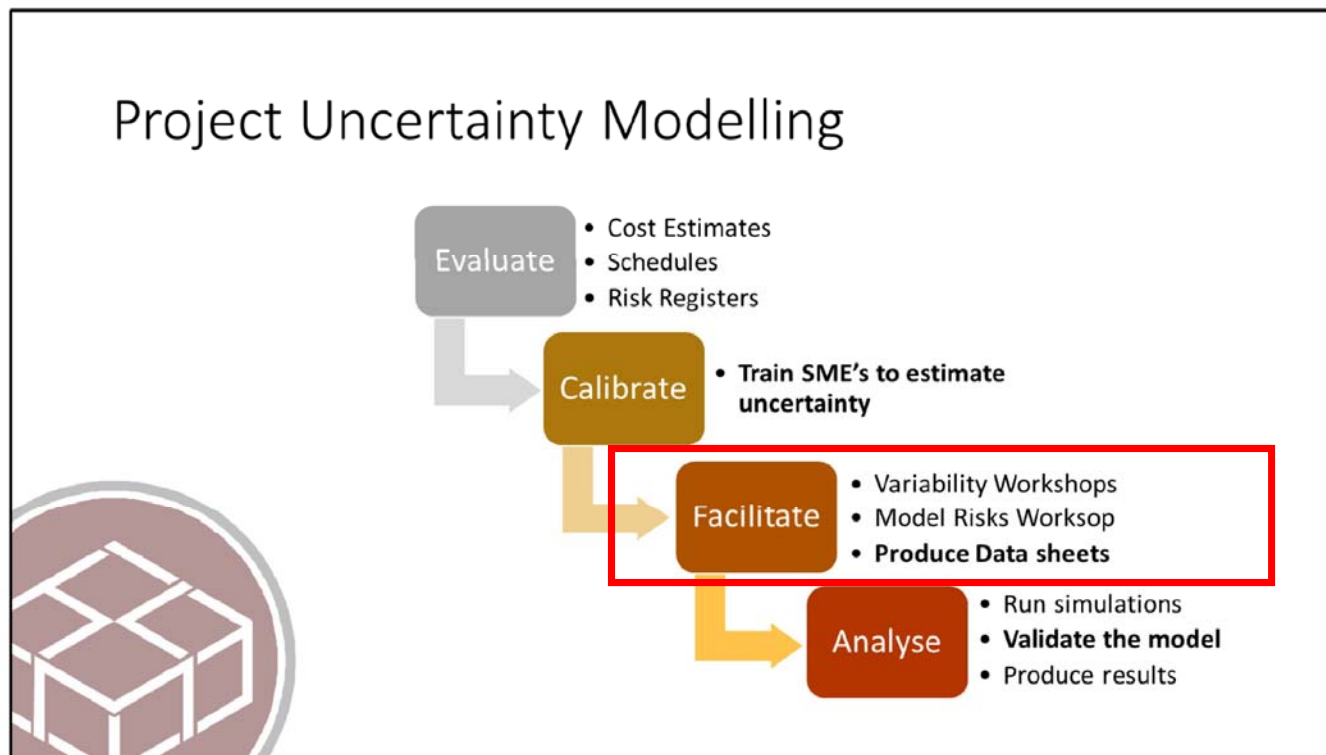 Project Uncertainty Modelling
Evaluate
• Cost Estimates
• Schedules
• Risk Registers
Calibrate
• Train SME's to estimate
uncertainty
Facilitate
• Variability Workshops
• Model Risks Worksop
• Produce Data sheets
Analyse
• Run simulations
• Validate the model
• Produce results